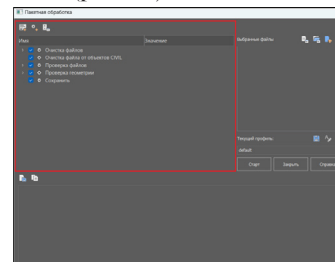 Пакетная обработка
Имя
Значение
Очистка файлов
Очистка файла от объектов CIVIL
Проверка файлов
Проверка геометрии
Сохранить
Выбранные файлы
Текущий профиль:
default
Старт
Закрыть
Справка